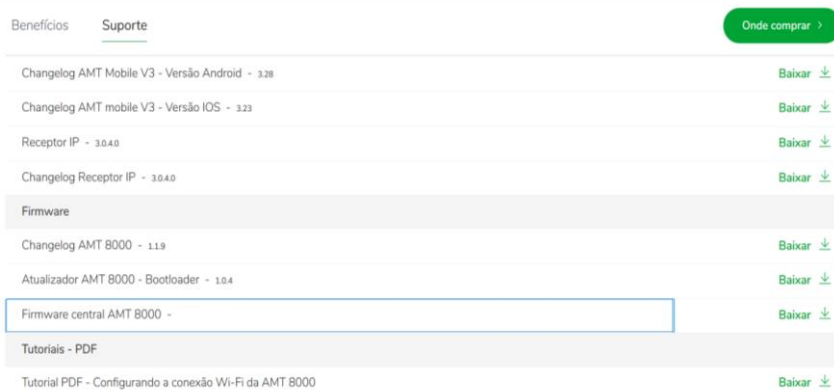 Benefícios Suporte Onde comprar >
Changelog AMT Mobile V3 - Versão Android - 3.28 Baixar
Changelog AMT mobile V3 - Versão IOS - 3.23 Baixar
Receptor IP - 3.0.4.0 Baixar
Changelog Receptor IP - 3.0.4.0 Baixar
Firmware
Changelog AMT 8000 - 1.1.9 Baixar
Atualizador AMT 8000 - Bootloader - 1.0.4 Baixar
Firmware central AMT 8000 - Baixar
Tutoriais - PDF
Tutorial PDF - Configurando a conexão Wi-Fi da AMT 8000 Baixar